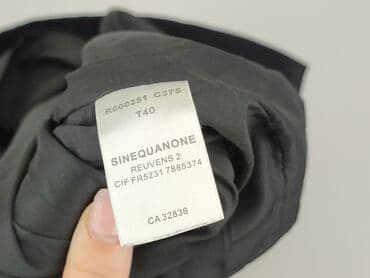 R000251 C375
T40
SINEQUANONE
REUVENS 2
CIF FR5231 7885374
CA 32836